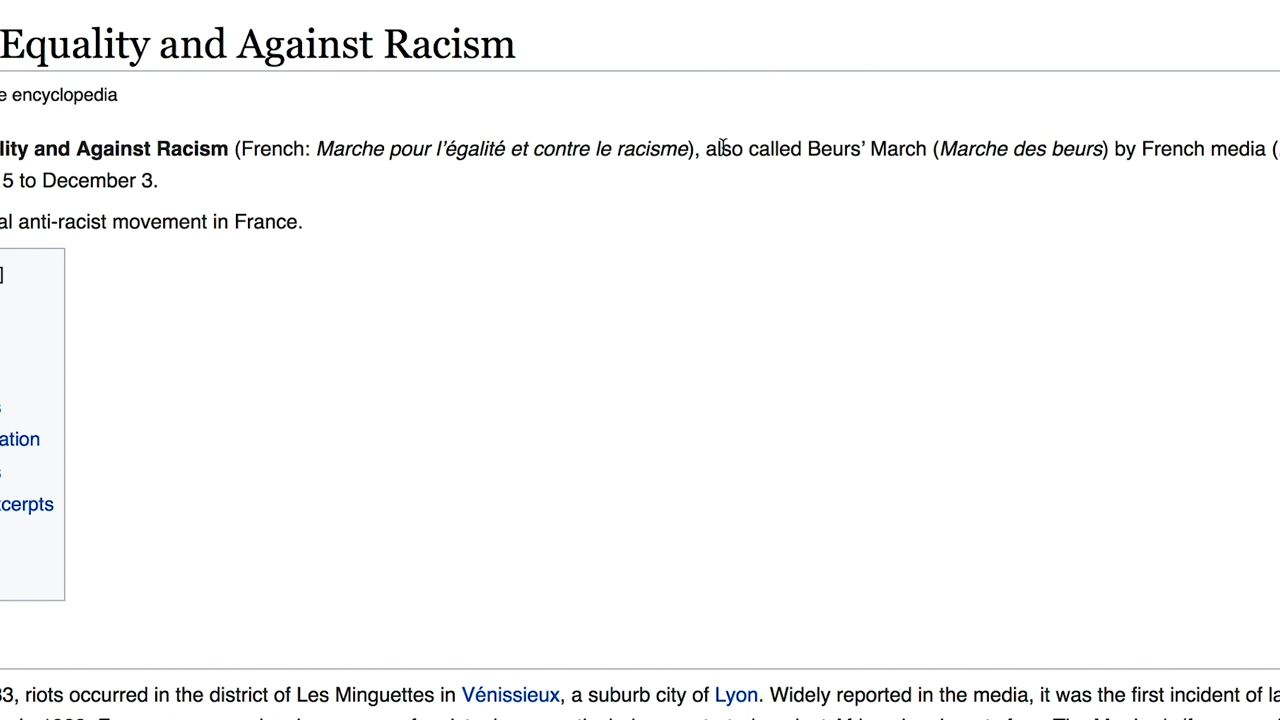 Equality and Against Racism
e encyclopedia
lity and Against Racism (French: Marche pour l’égalité et contre le racisme), also called Beurs’ March (Marche des beurs) by French media (
5 to December 3.
al anti-racist movement in France.
]
s
ation
s
xcerpts
33, riots occurred in the district of Les Minguettes in Vénissieux, a suburb city of Lyon. Widely reported in the media, it was the first incident of la